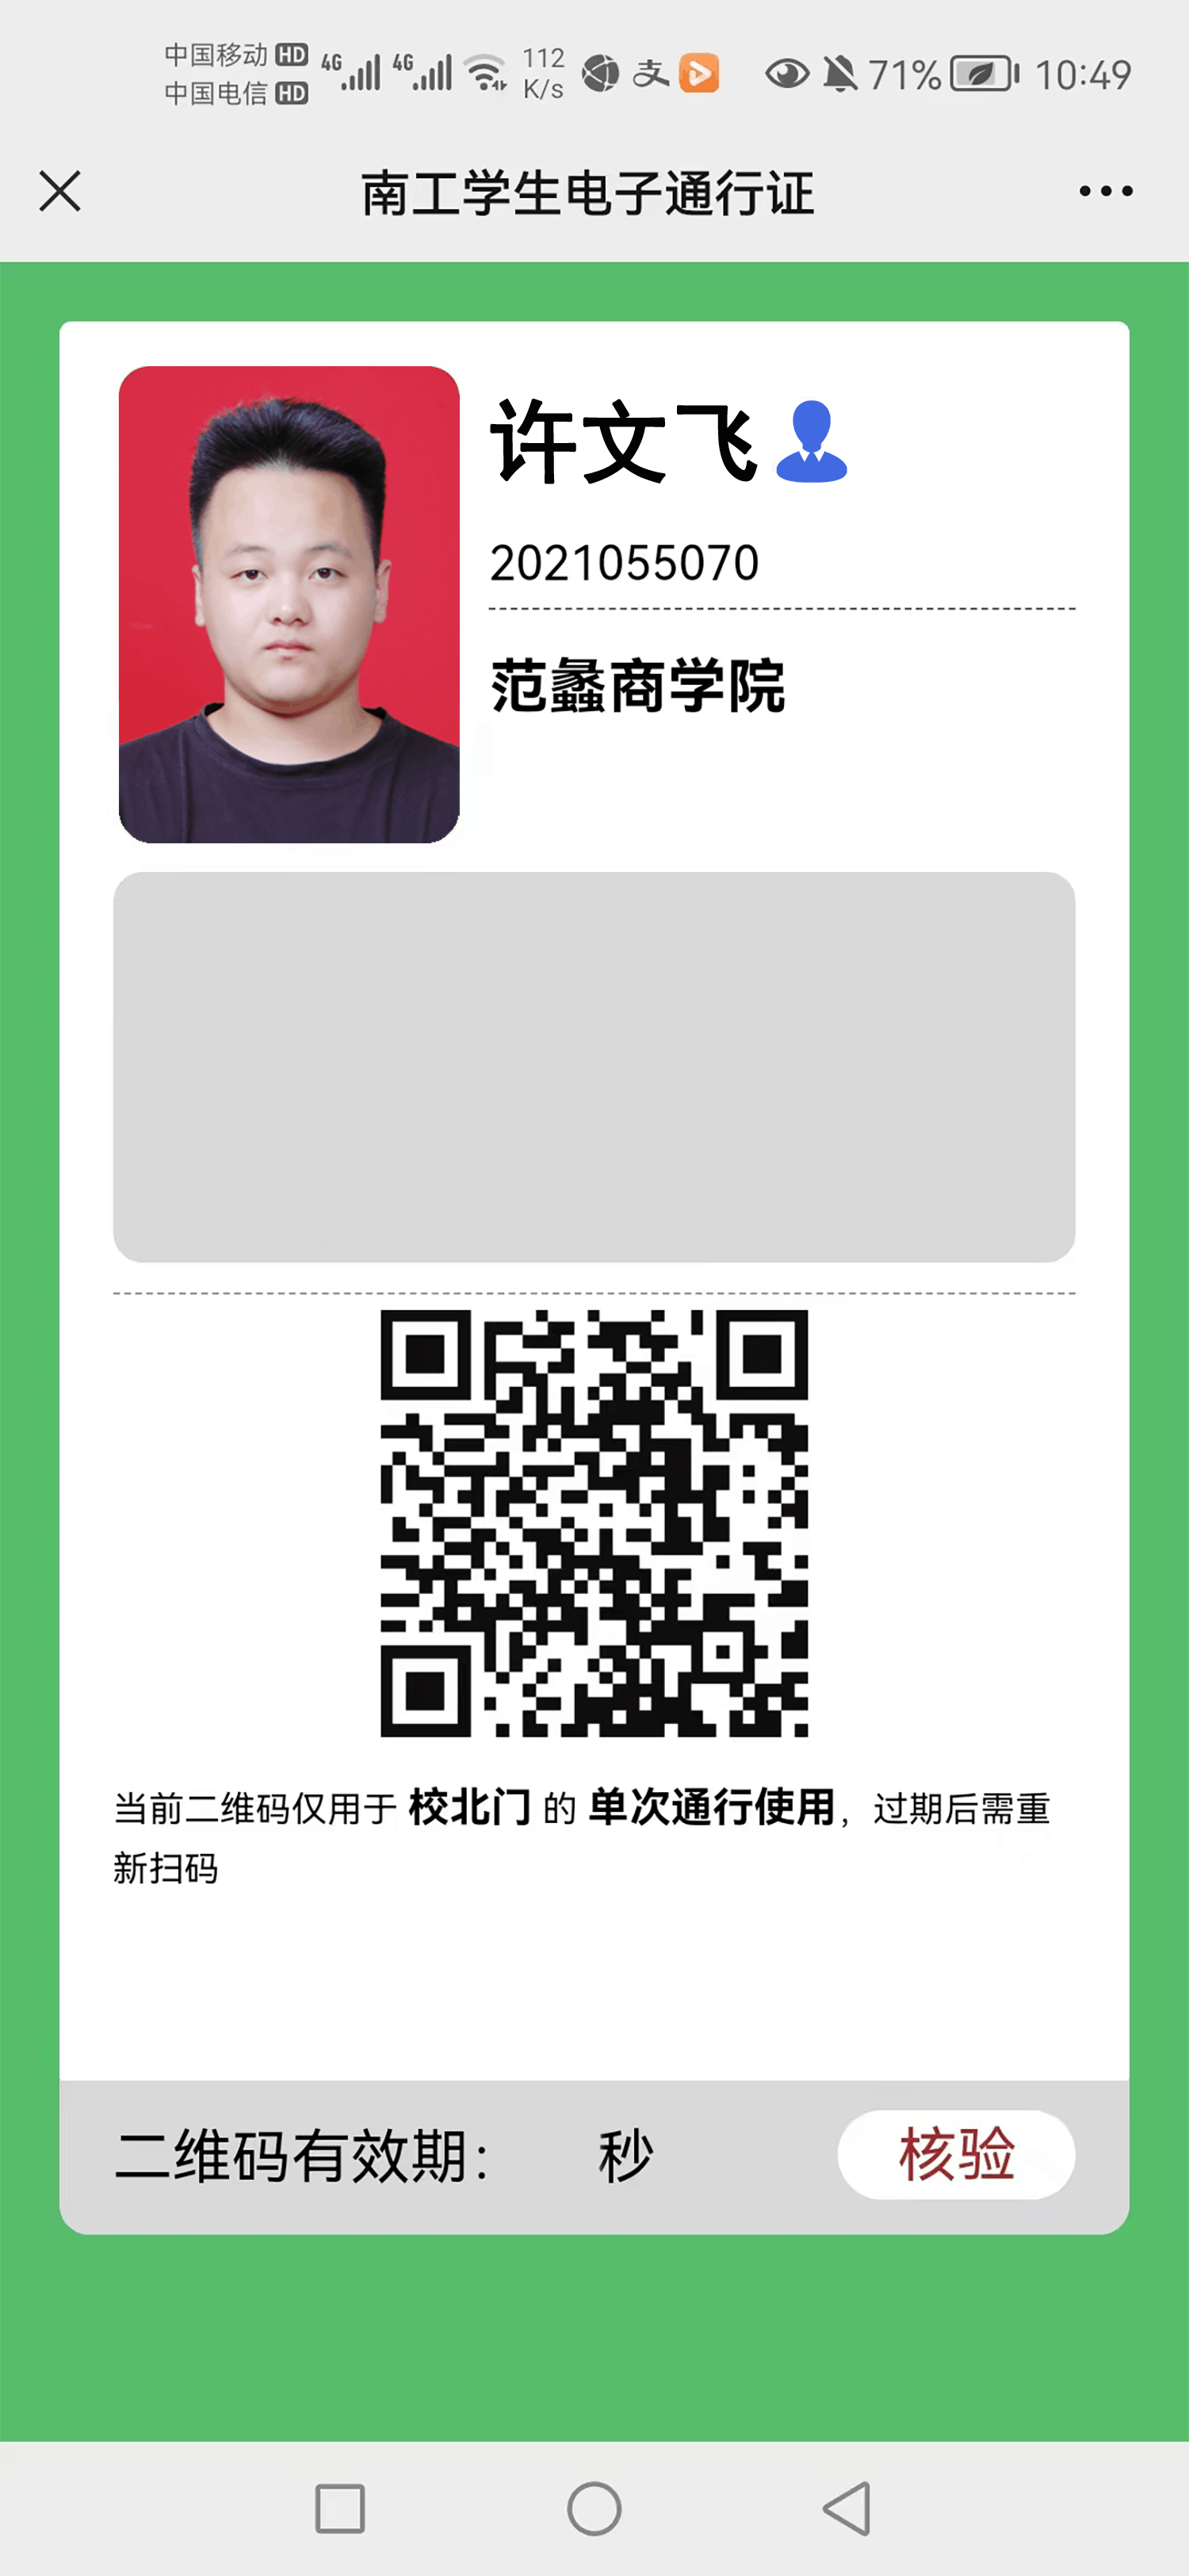 中国移动 HD
中国电信 HD
4G 4G 112 K/s 支 71% 10:49
南工学生电子通行证
许文飞
2021055070
范蠡商学院
当前二维码仅用于 校北门 的 单次通行使用，过期后需重
新扫码
二维码有效期： 秒 核验